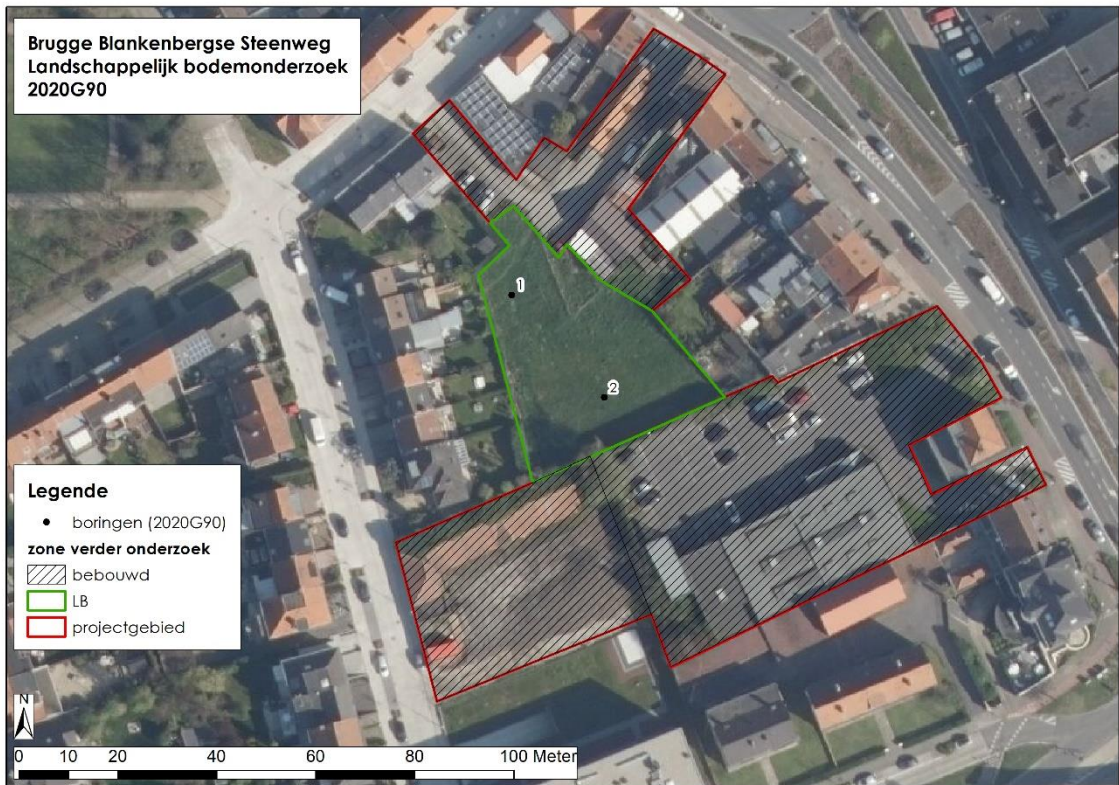 Brugge Blankenbergse Steenweg
Landschappelijk bodemonderzoek
2020G90
1
2
Legende
boringen (2020G90)
zone verder onderzoek
bebouwd
LB
projectgebied
N
0 10 20 40 60 80 100 Meter